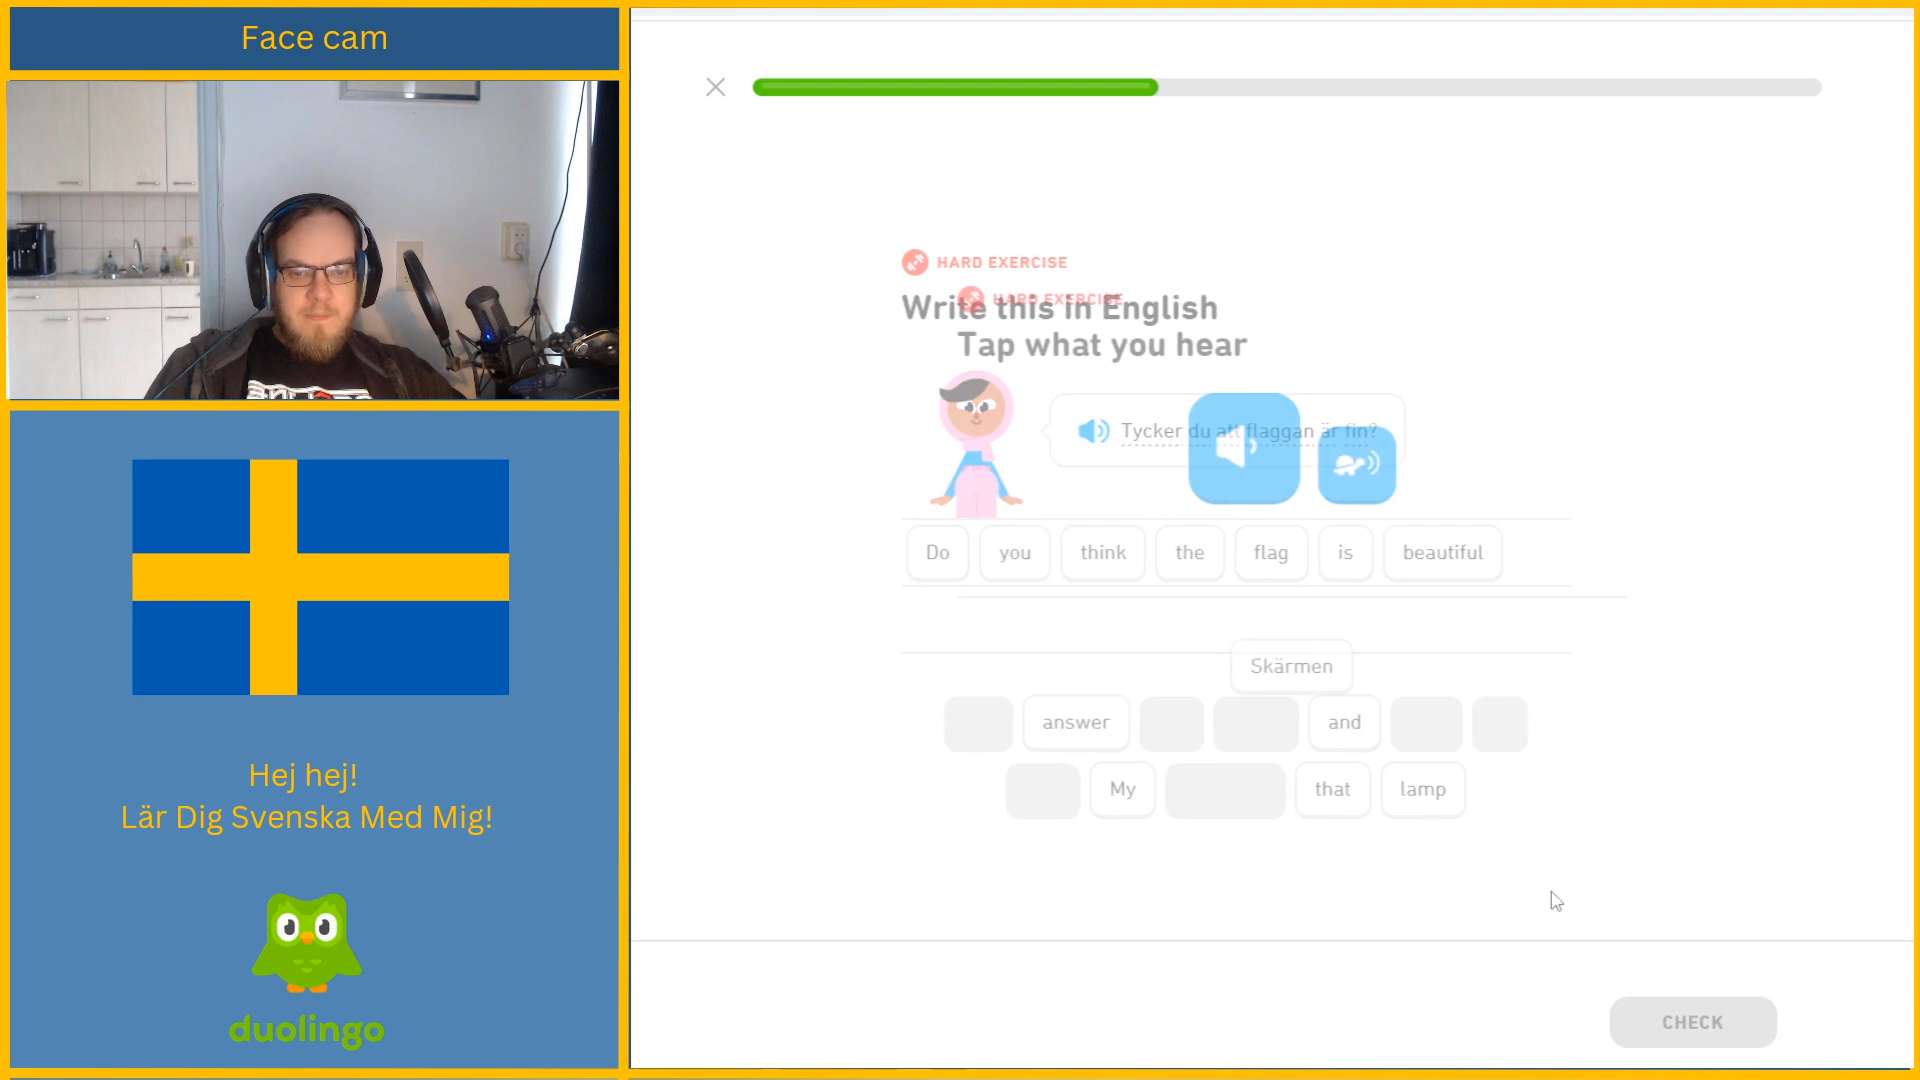 Face cam
HARD EXERCISE
Write this in English
HARD EXERCISE
Tap what you hear
Tycker du att flaggan är fin?
Do you think the flag is beautiful
Skärmen
answer and
My that lamp
CHECK
Hej hej!
Lär Dig Svenska Med Mig!
duolingo